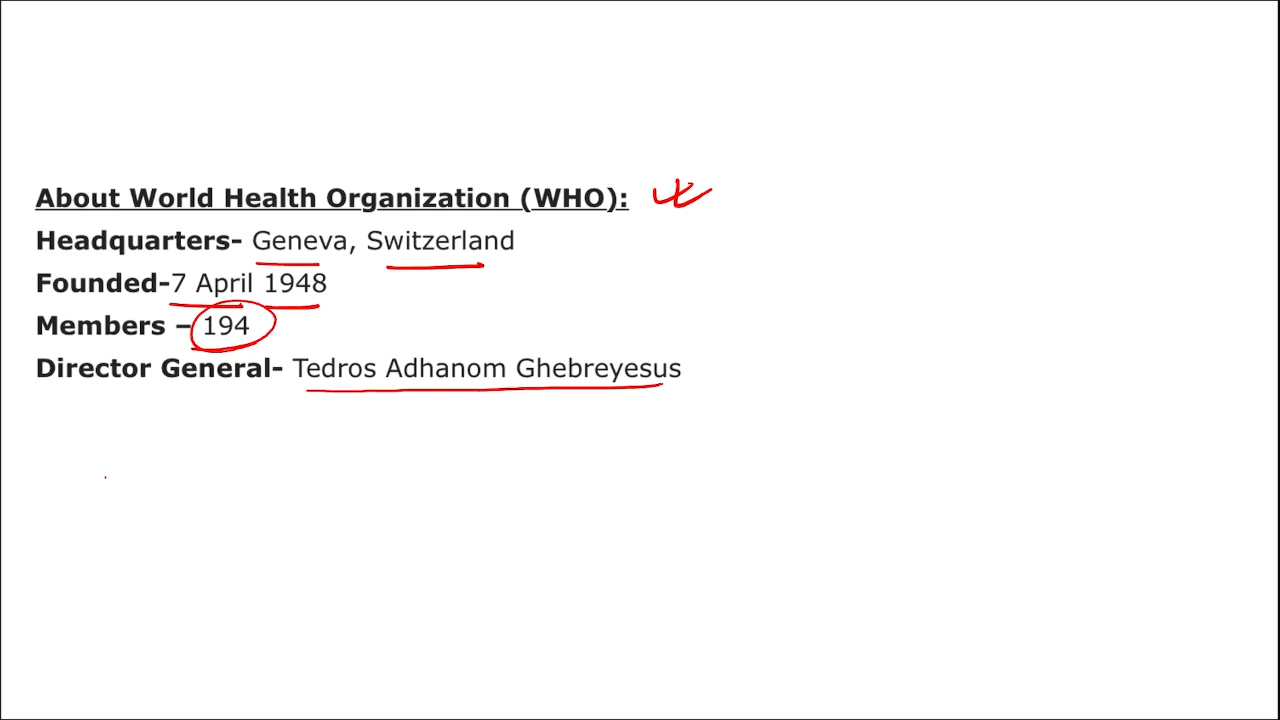 About World Health Organization (WHO):
Headquarters- Geneva, Switzerland
Founded-7 April 1948
Members – 194
Director General- Tedros Adhanom Ghebreyesus